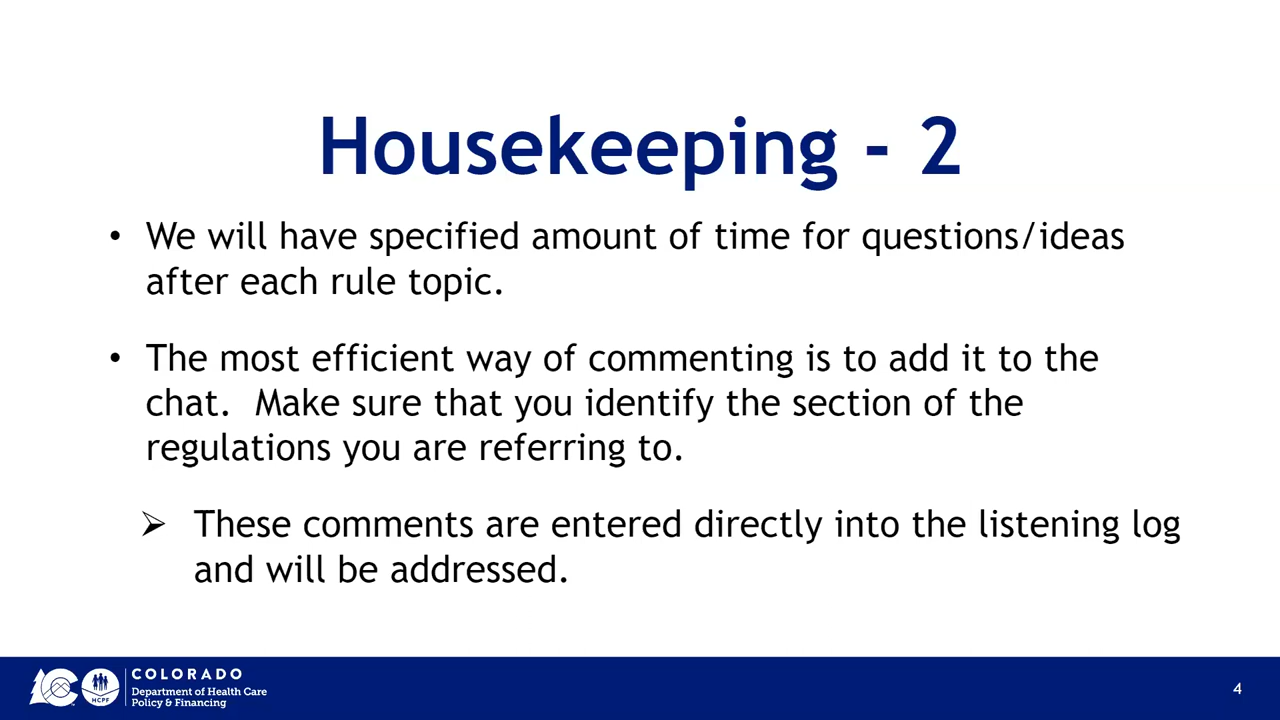 Housekeeping - 2
• We will have specified amount of time for questions/ideas
after each rule topic.
• The most efficient way of commenting is to add it to the
chat.  Make sure that you identify the section of the
regulations you are referring to.
➢ These comments are entered directly into the listening log
and will be addressed.
COLORADO
Department of Health Care
Policy & Financing
HCPF
4